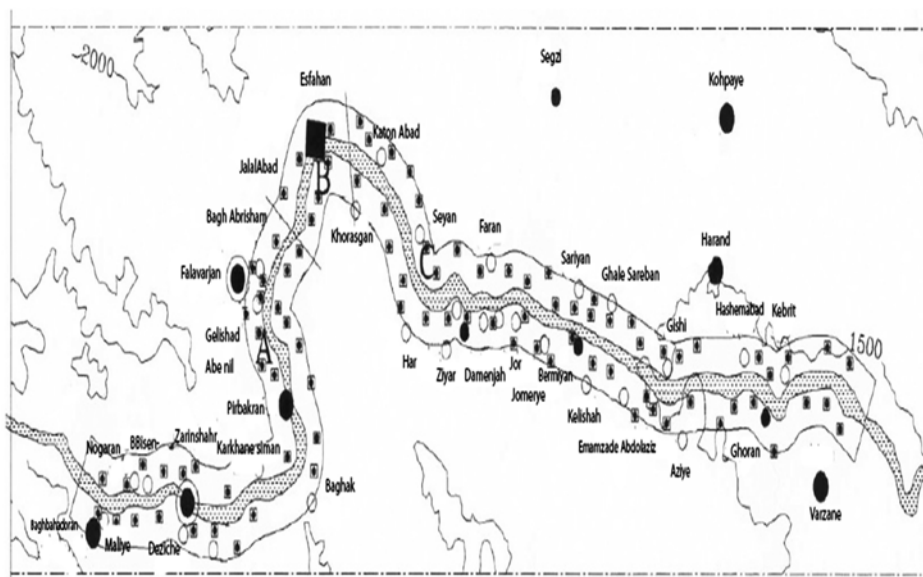 2000
Segzi
Esfahan
Kohpaye
Katon Abad
JalalAbad
B
Bagh Abrisham
Seyan
Faran
Khorasgan
Harand
Falavarjan
C
Sariyan
Ghale Sareban
Hashemabad
Kebrit
Gelishad
Gishi
A
1500
Abe nil
Har
Ziyar
Damenjah
Jor
Bermiyan
Jomerye
Pirbakran
Kelishah
Nogaran
BBisen
Zarinshahr
Karkhane siman
Emamzade Abdolaziz
Aziye
Ghoran
Baghak
Varzane
Baghbahadoran
Maliye
Deziche